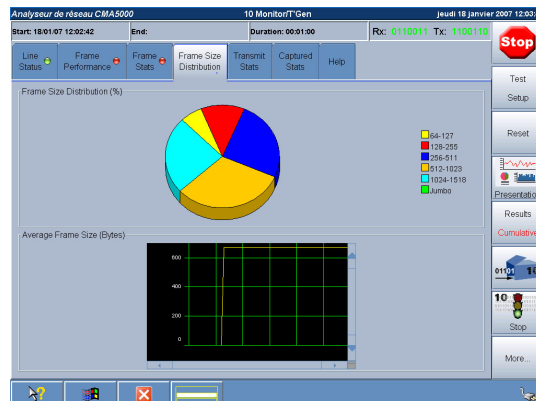 Analyseur de réseau CMA5000 10 Monitor/T'Gen jeudi 18 janvier 2007 12:03:
Start: 18/01/07 12:02:42 End: Duration: 00:01:00 Rx: 0110011 Tx: 1100110
Stop
Line Status
Frame Performance
Frame Stats
Frame Size Distribution
Transmit Stats
Captured Stats
Help
Test
Setup
Frame Size Distribution (%)
64-127
128-255
256-511
512-1023
1024-1518
Jumbo
Reset
Presentation
Results
Cumulative
Average Frame Size (Bytes)
600
400
200
0
0110110
10
Stop
More...